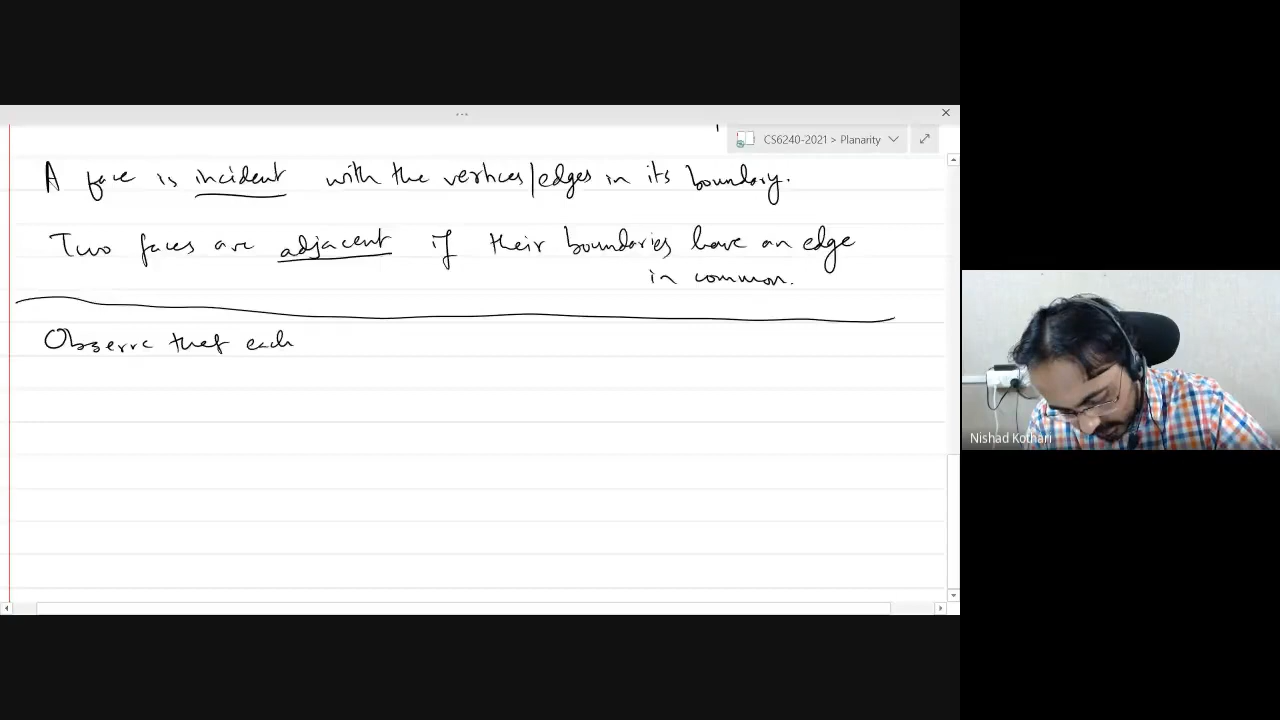 CS6240-2021 > Planarity
A face is incident with the vertices/edges in its boundary.
Two faces are adjacent if their boundaries have an edge
in common.
Observe that each
Nishad Kothari